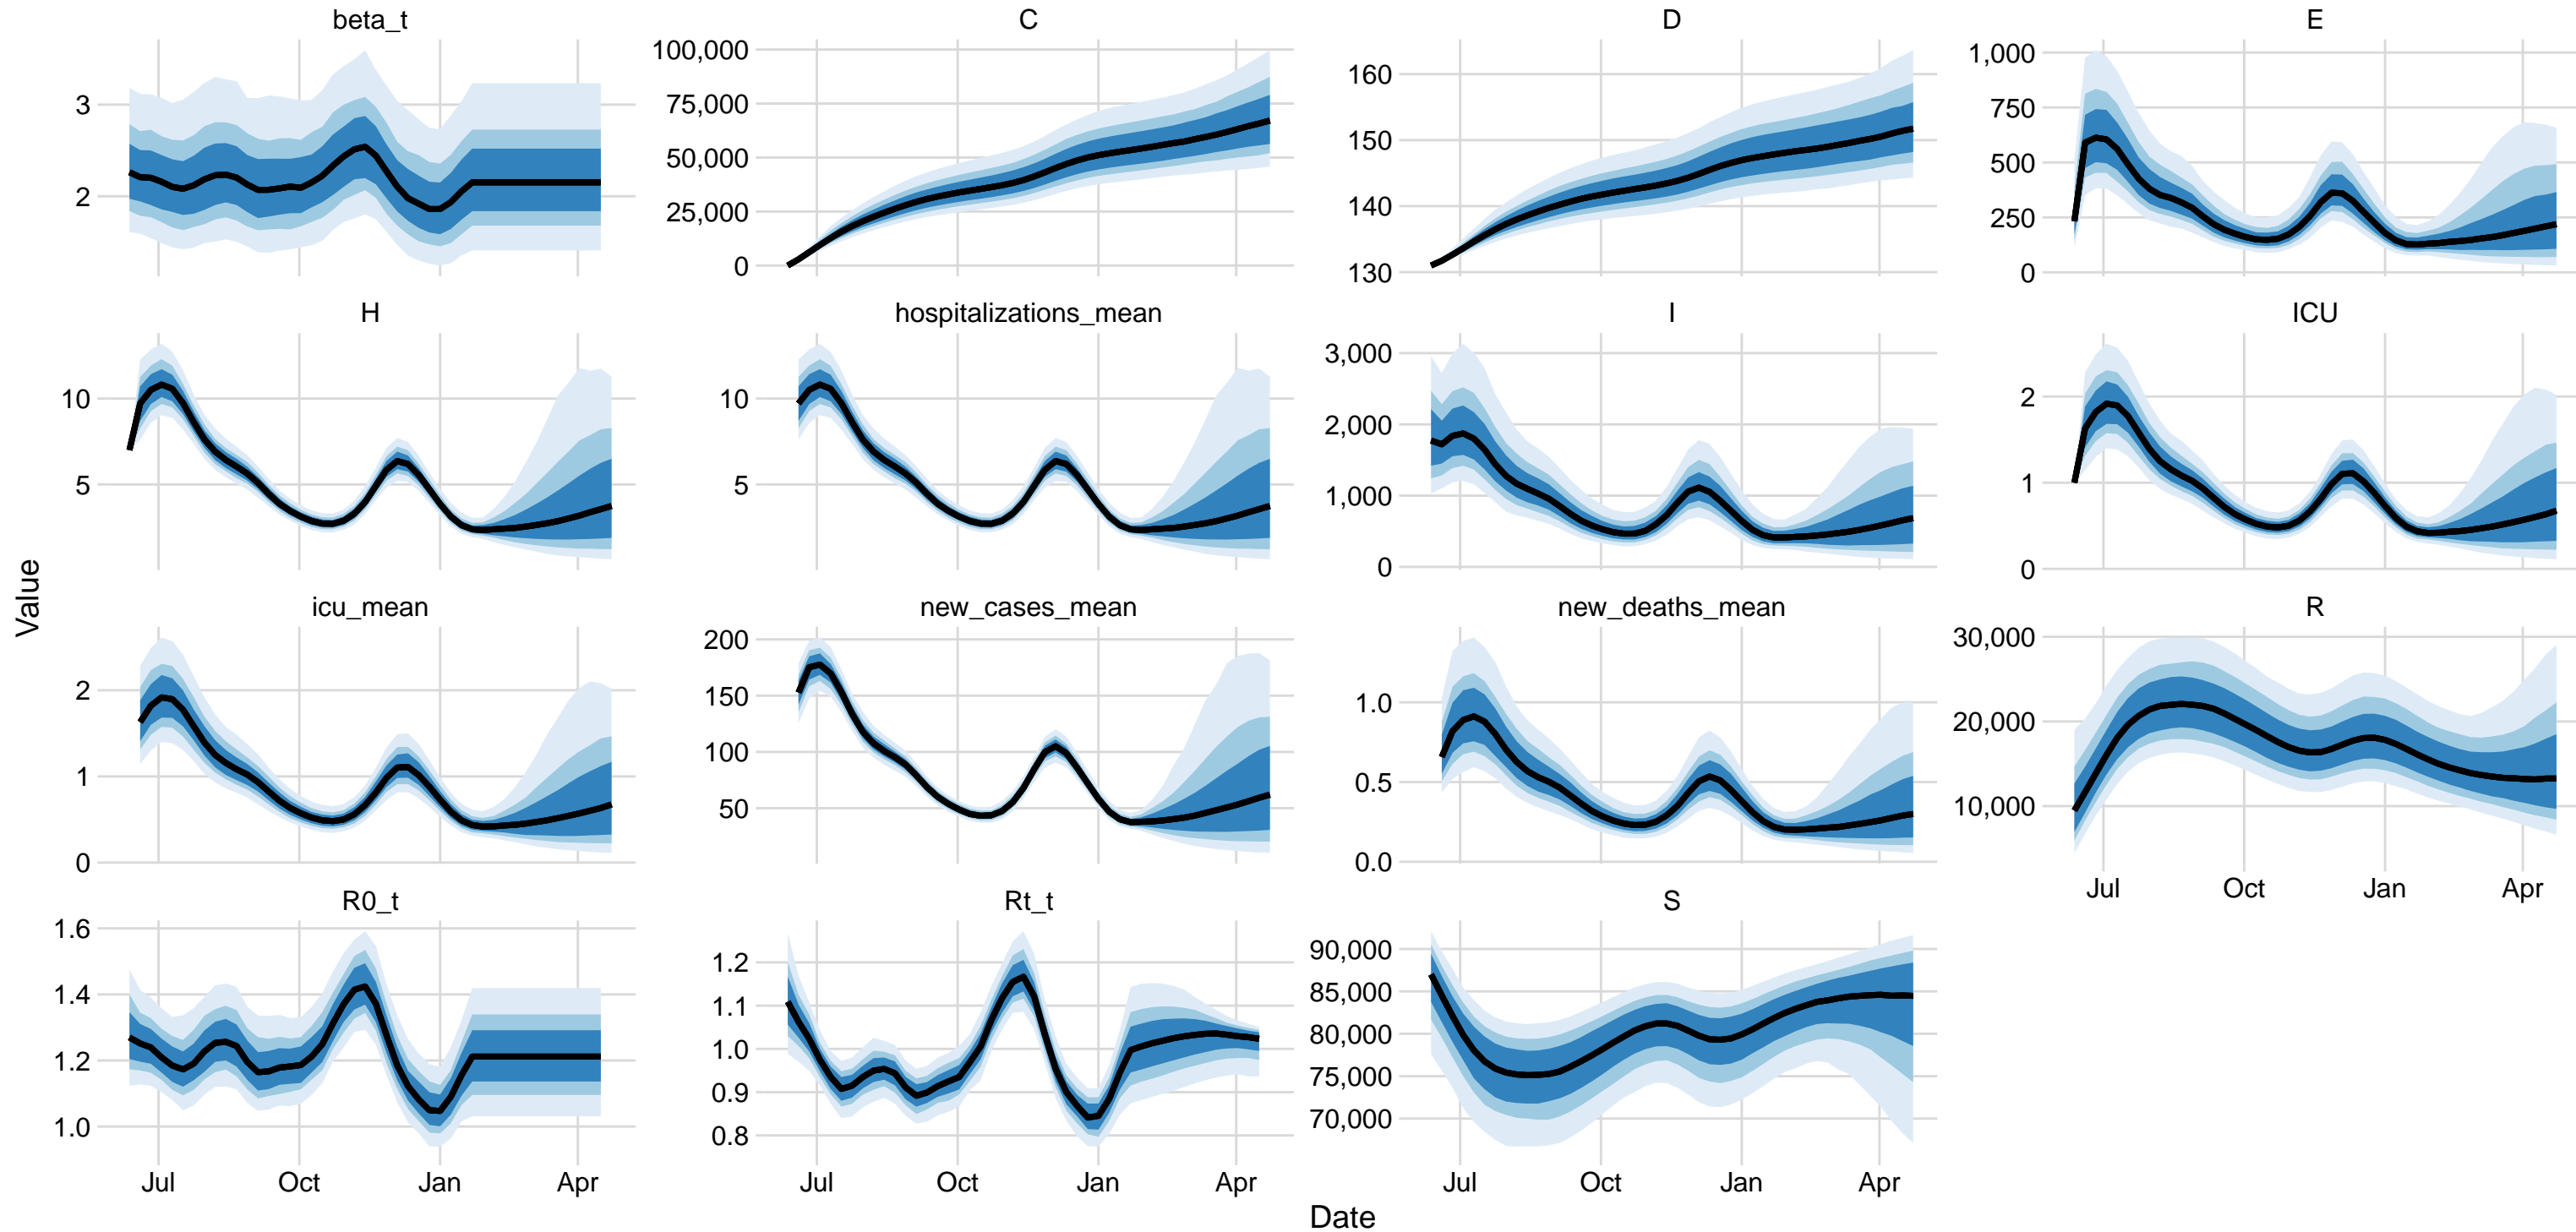 beta_t
3
2
C
100,000
75,000
50,000
25,000
0
D
160
150
140
130
E
1,000
750
500
250
0
H
10
5
hospitalizations_mean
10
5
I
3,000
2,000
1,000
0
ICU
2
1
0
icu_mean
2
1
0
new_cases_mean
200
150
100
50
new_deaths_mean
1.0
0.5
0.0
R
30,000
20,000
10,000
Jul Oct Jan Apr
R0_t
1.6
1.4
1.2
1.0
Jul Oct Jan Apr
Rt_t
1.2
1.1
1.0
0.9
0.8
Jul Oct Jan Apr
S
90,000
85,000
80,000
75,000
70,000
Jul Oct Jan Apr
Value
Date